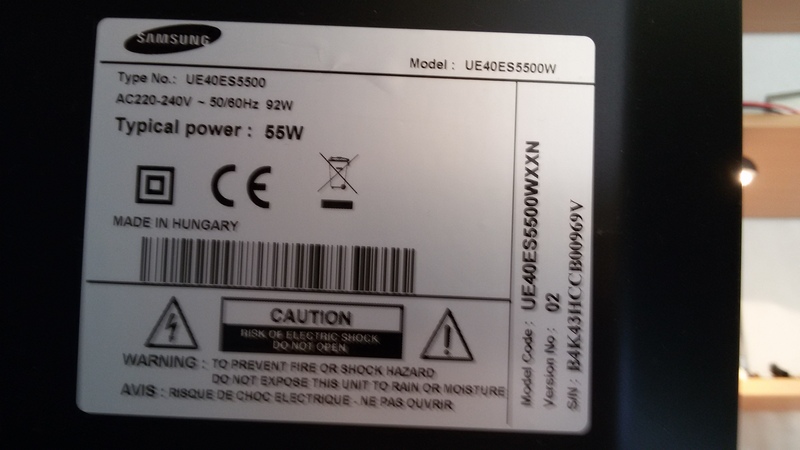 SAMSUNG
Model : UE40ES5500W
Type No.: UE40ES5500
AC220-240V ~ 50/60Hz 92W
Typical power : 55W
CE
MADE IN HUNGARY
CAUTION
RISK OF ELECTRIC SHOCK
DO NOT OPEN
WARNING : TO PREVENT FIRE OR SHOCK HAZARD
DO NOT EXPOSE THIS UNIT TO RAIN OR MOISTURE
AVIS : RISQUE DE CHOC ELECTRIQUE - NE PAS OUVRIR
Model Code : UE40ES5500WXXN
Version No : 02
S/N : B4K43HCCB00969V